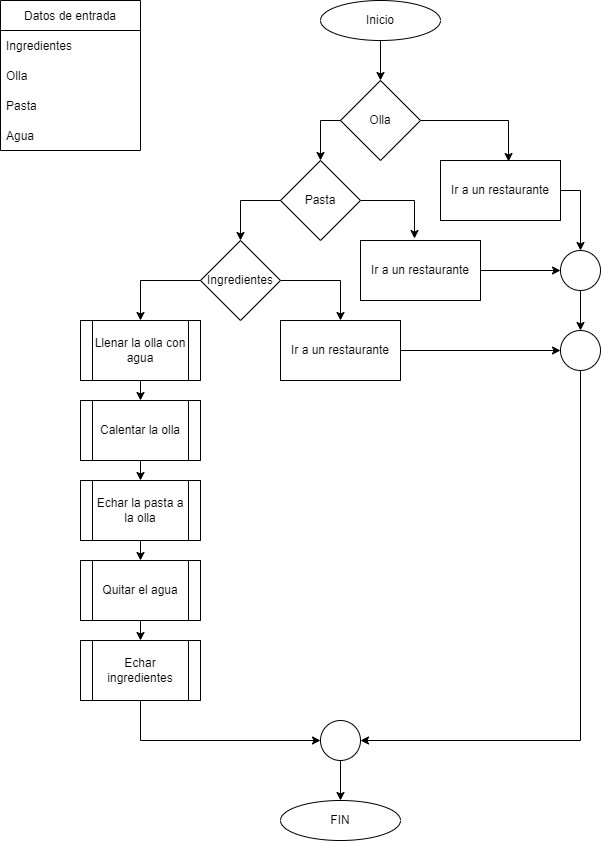 Datos de entrada
Ingredientes
Olla
Pasta
Agua
Inicio
Olla
Ir a un restaurante
Pasta
Ir a un restaurante
Ingredientes
Ir a un restaurante
Llenar la olla con
agua
Calentar la olla
Echar la pasta a
la olla
Quitar el agua
Echar
ingredientes
FIN